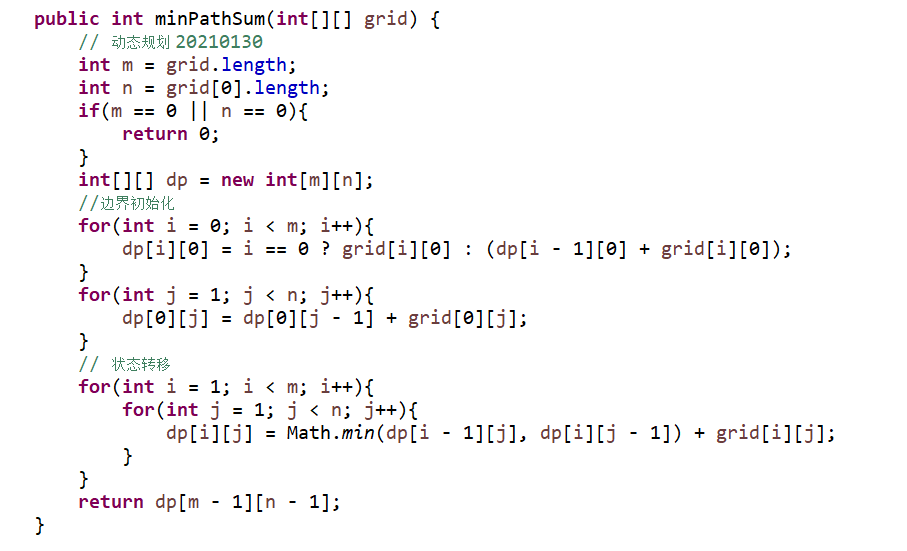 public int minPathSum(int[][] grid) {
    // 动态规划 20210130
    int m = grid.length;
    int n = grid[0].length;
    if(m == 0 || n == 0){
        return 0;
    }
    int[][] dp = new int[m][n];
    //边界初始化
    for(int i = 0; i < m; i++){
        dp[i][0] = i == 0 ? grid[i][0] : (dp[i - 1][0] + grid[i][0]);
    }
    for(int j = 1; j < n; j++){
        dp[0][j] = dp[0][j - 1] + grid[0][j];
    }
    // 状态转移
    for(int i = 1; i < m; i++){
        for(int j = 1; j < n; j++){
            dp[i][j] = Math.min(dp[i - 1][j], dp[i][j - 1]) + grid[i][j];
        }
    }
    return dp[m - 1][n - 1];
}